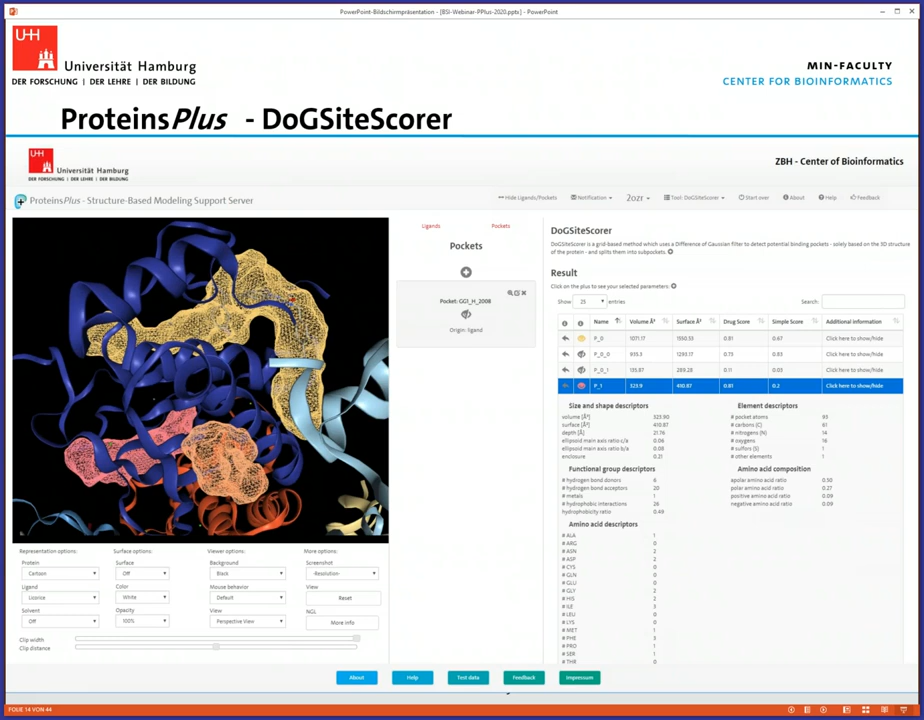 PowerPoint-Bildschirmpräsentation - [BSI-Webinar-PPlus-2020.pptx] - PowerPoint
UHH
Universität Hamburg
DER FORSCHUNG | DER LEHRE | DER BILDUNG
MIN-FACULTY
CENTER FOR BIOINFORMATICS
ProteinsPlus - DoGSiteScorer
UHH
Universität Hamburg
DER FORSCHUNG | DER LEHRE | DER BILDUNG
ZBH - Center of Bioinformatics
ProteinsPlus - Structure-Based Modeling Support Server
Hide Ligands/Pockets Notification 2ozr Tool: DoGSiteScorer Start over About Help Feedback
Ligands Pockets
Pockets
Pocket: GG1_H_2008
Origin: ligand
DoGSiteScorer
DoGSiteScorer is a grid-based method which uses a Difference of Gaussian filter to detect potential binding pockets - solely based on the 3D structure
of the protein - and splits them into subpockets.
Result
Click on the plus to see your selected parameters:
Show 25 entries Search:
Name Volume Å³ Surface Å² Drug Score Simple Score Additional information
P_0 1071.17 1550.33 0.81 0.67 Click here to show/hide
P_0_0 935.3 1293.17 0.73 0.83 Click here to show/hide
P_0_1 135.87 289.28 0.11 0.03 Click here to show/hide
P_1 323.9 410.87 0.81 0.2 Click here to show/hide
Size and shape descriptors
volume [Å³] 323.90
surface [Å²] 410.87
depth [Å] 21.76
ellipsoid main axis ratio c/a 0.06
ellipsoid main axis ratio b/a 0.08
enclosure 0.21
Element descriptors
# pocket atoms 93
# carbons (C) 61
# nitrogens (N) 14
# oxygens 16
# sulfors (S) 1
# other elements 1
Functional group descriptors
# hydrogen bond donors 6
# hydrogen bond acceptors 20
# metals 1
# hydrophobic interactions 26
hydrophobicity ratio 0.49
Amino acid composition
apolar amino acid ratio 0.50
polar amino acid ratio 0.27
positive amino acid ratio 0.09
negative amino acid ratio 0.09
Amino acid descriptors
# ALA 1
# ARG 0
# ASN 2
# ASP 2
# CYS 0
# GLN 0
# GLU 0
# GLY 2
# HIS 2
# ILE 3
# LEU 0
# LYS 0
# MET 1
# PHE 3
# PRO 1
# SER 1
# THR 0
Representation options: Surface options: Viewer options: More options:
Protein Surface Background Screenshot
Cartoon Off Black -Resolution-
Ligand Color Mouse behavior View
Licorice White Default Reset
Solvent Opacity View NGL
Off 100% Perspective View More info
Clip width
Clip distance
About Help Test data Feedback Impressum
FOLIE 14 VON 44